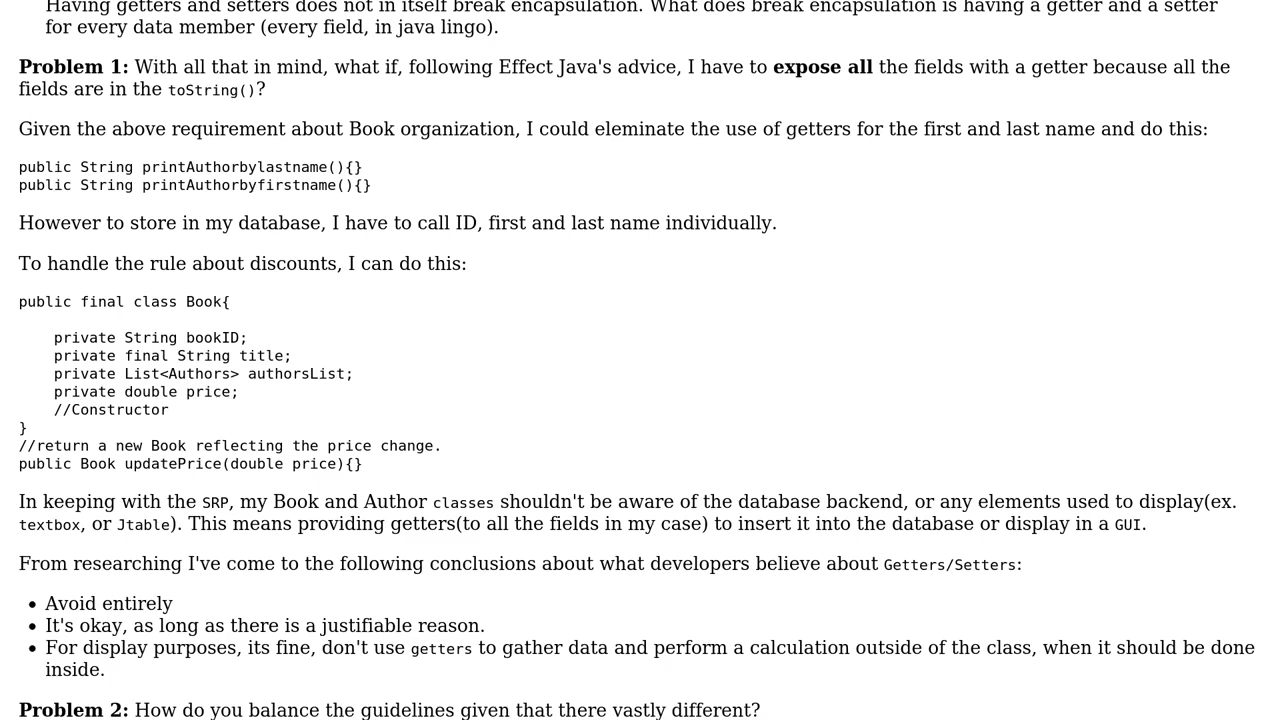 Having getters and setters does not in itself break encapsulation. What does break encapsulation is having a getter and a setter
for every data member (every field, in java lingo).
Problem 1: With all that in mind, what if, following Effect Java's advice, I have to expose all the fields with a getter because all the
fields are in the toString()?
Given the above requirement about Book organization, I could eleminate the use of getters for the first and last name and do this:
public String printAuthorbylastname(){}
public String printAuthorbyfirstname(){}
However to store in my database, I have to call ID, first and last name individually.
To handle the rule about discounts, I can do this:
public final class Book{
    private String bookID;
    private final String title;
    private List<Authors> authorsList;
    private double price;
    //Constructor
}
//return a new Book reflecting the price change.
public Book updatePrice(double price){}
In keeping with the SRP, my Book and Author classes shouldn't be aware of the database backend, or any elements used to display(ex.
textbox, or Jtable). This means providing getters(to all the fields in my case) to insert it into the database or display in a GUI.
From researching I've come to the following conclusions about what developers believe about Getters/Setters:
• Avoid entirely
• It's okay, as long as there is a justifiable reason.
• For display purposes, its fine, don't use getters to gather data and perform a calculation outside of the class, when it should be done
inside.
Problem 2: How do you balance the guidelines given that there vastly different?